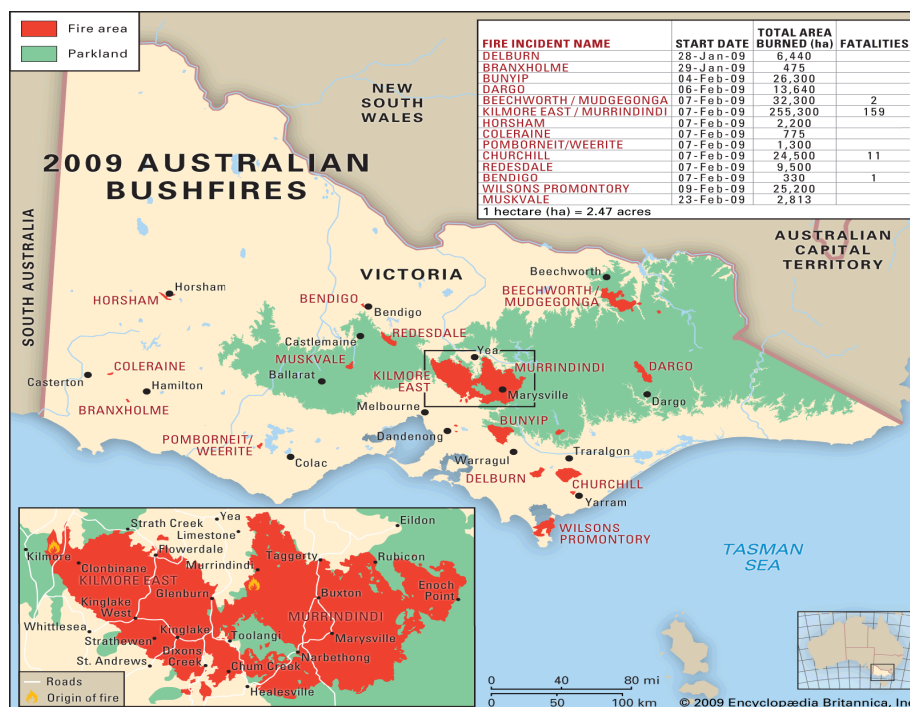 Fire area
Parkland
FIRE INCIDENT NAME START DATE TOTAL AREA BURNED (ha) FATALITIES
DELBURN 28-Jan-09 6,440
BRANXHOLME 29-Jan-09 475
BUNYIP 04-Feb-09 26,300
DARGO 06-Feb-09 13,640
BEECHWORTH / MUDGEGONGA 07-Feb-09 32,300 2
KILMORE EAST / MURRINDINDI 07-Feb-09 255,300 159
HORSHAM 07-Feb-09 2,200
COLERAINE 07-Feb-09 775
POMBORNEIT/WEERITE 07-Feb-09 1,300
CHURCHILL 07-Feb-09 24,500 11
REDESDALE 07-Feb-09 9,500
BENDIGO 07-Feb-09 330 1
WILSONS PROMONTORY 09-Feb-09 25,200
MUSKVALE 23-Feb-09 2,813
1 hectare (ha) = 2.47 acres
NEW
SOUTH
WALES
2009 AUSTRALIAN
BUSHFIRES
AUSTRALIAN
CAPITAL
TERRITORY
SOUTH AUSTRALIA
VICTORIA
Beechworth
BEECHWORTH /
MUDGEGONGA
Horsham
HORSHAM
BENDIGO
Bendigo
REDESDALE
Castlemaine
Yea
MUSKVALE
MURRINDINDI
DARGO
COLERAINE
Casterton
Ballarat
KILMORE
EAST
Hamilton
Marysville
Dargo
BRANXHOLME
Melbourne
BUNYIP
Dandenong
POMBORNEIT/
WEERITE
Colac
Warragul
Traralgon
DELBURN
CHURCHILL
Yarram
WILSONS
PROMONTORY
TASMAN
SEA
Yea
Strath Creek
Limestone
Eildon
Kilmore
Flowerdale
Clonbinane
Murrindindi
Taggerty
Rubicon
KILMORE EAST
Glenburn
Buxton
Enoch
Point
Kinglake
West
MURRINDINDI
Whittlesea
Strathewen
Kinglake
Toolangi
Marysville
St. Andrews
Dixons
Creek
Narbethong
Chum Creek
Healesville
Roads
Origin of fire
0 40 80 mi
0 50 100 km
© 2009 Encyclopædia Britannica, Inc